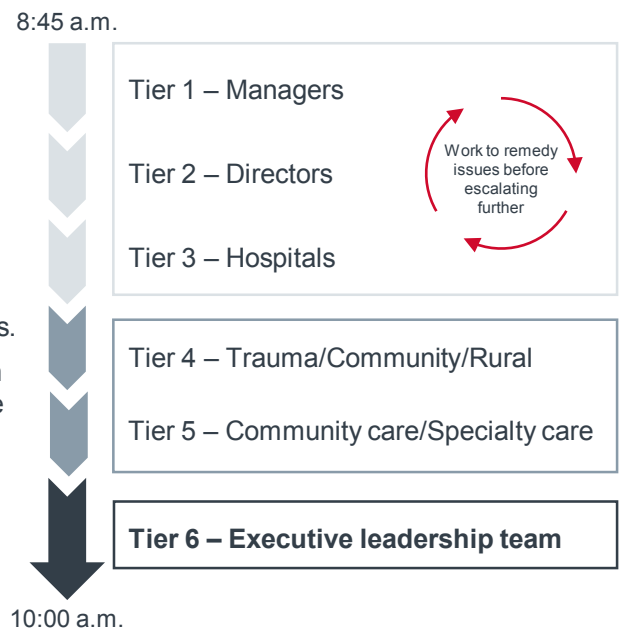 8:45 a.m.
Tier 1 – Managers
Work to remedy
issues before
escalating
further
Tier 2 – Directors
Tier 3 – Hospitals
s.
Tier 4 – Trauma/Community/Rural
e
Tier 5 – Community care/Specialty care
Tier 6 – Executive leadership team
10:00 a.m.